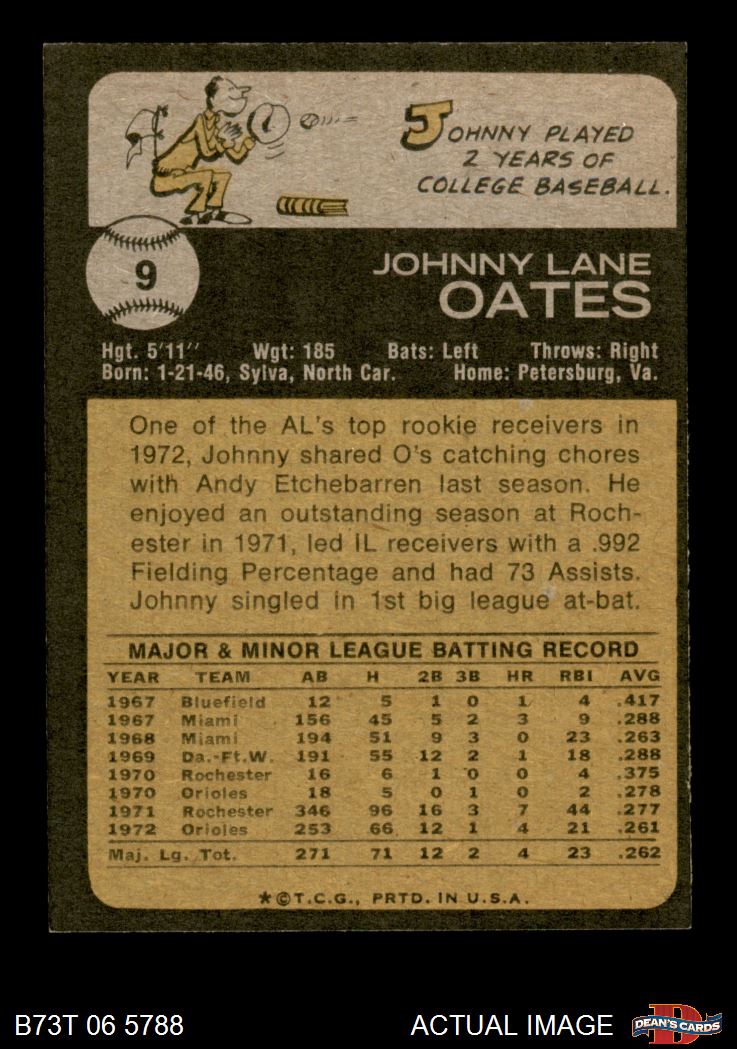 JOHNNY PLAYED
2 YEARS OF
COLLEGE BASEBALL.
9
JOHNNY LANE
OATES
Hgt. 5'11" Wgt: 185 Bats: Left Throws: Right
Born: 1-21-46, Sylva, North Car. Home: Petersburg, Va.
One of the AL's top rookie receivers in
1972, Johnny shared O's catching chores
with Andy Etchebarren last season. He
enjoyed an outstanding season at Roch-
ester in 1971, led IL receivers with a .992
Fielding Percentage and had 73 Assists.
Johnny singled in 1st big league at-bat.
MAJOR & MINOR LEAGUE BATTING RECORD
YEAR TEAM AB H 2B 3B HR RBI AVG
1967 Bluefield 12 5 1 0 1 4 .417
1967 Miami 156 45 5 2 3 9 .288
1968 Miami 194 51 9 3 0 23 .263
1969 Da.-Ft.W. 191 55 12 2 1 18 .288
1970 Rochester 16 6 1 0 0 4 .375
1970 Orioles 18 5 0 1 0 2 .278
1971 Rochester 346 96 16 3 7 44 .277
1972 Orioles 253 66 12 1 4 21 .261
Maj. Lg. Tot. 271 71 12 2 4 23 .262
*©T.C.G., PRTD. IN U.S.A.
B73T 06 5788 ACTUAL IMAGE
D
DEAN'S CARDS